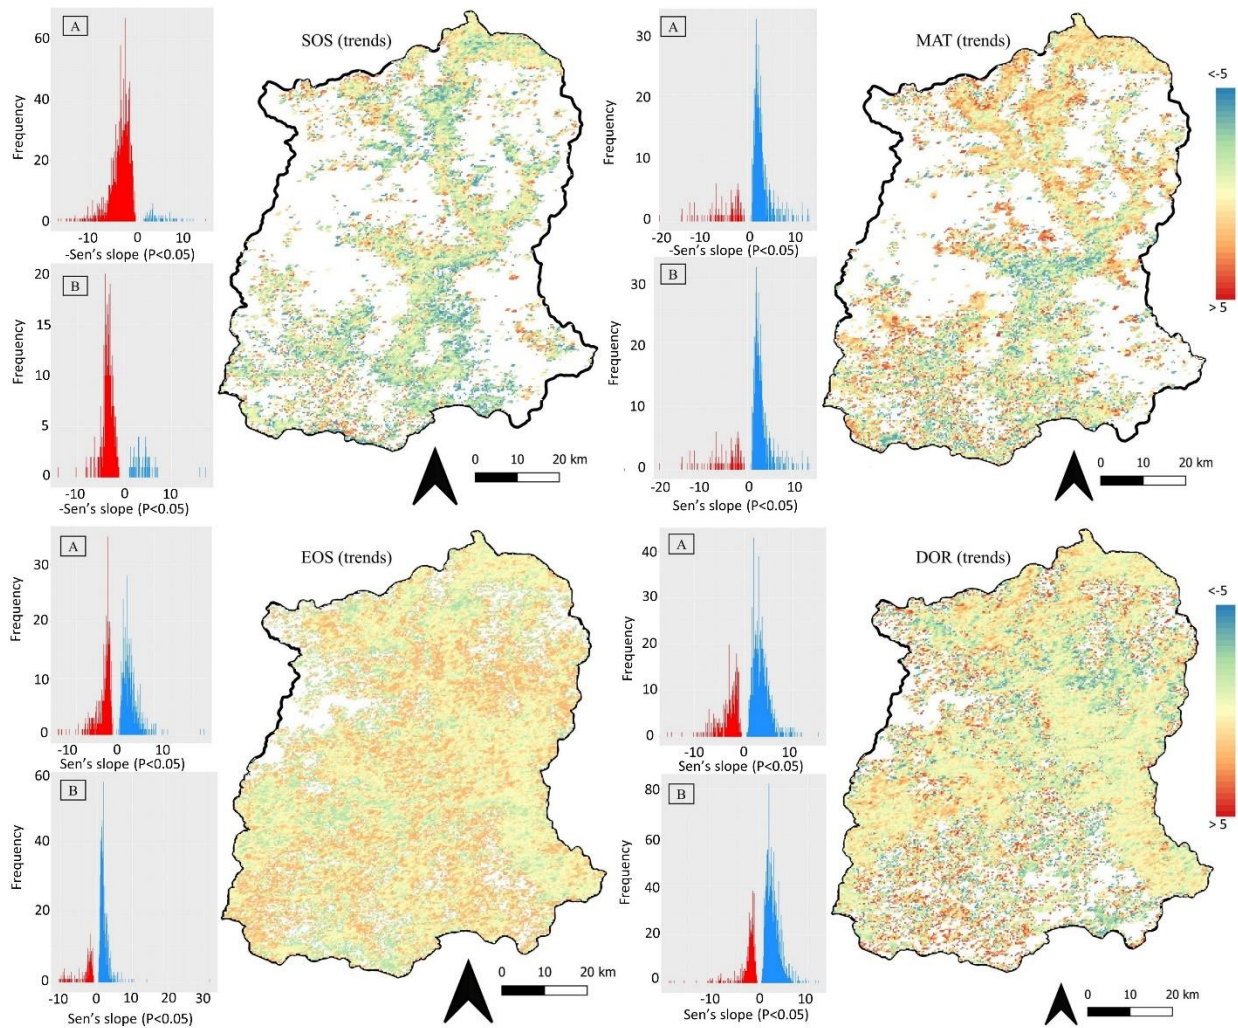 A
Frequency
60
40
20
0
-10
0
10
-Sen's slope (P<0.05)
B
Frequency
20
15
10
5
0
-10
0
10
-Sen's slope (P<0.05)
SOS (trends)
0
10
20 km
A
Frequency
30
20
10
0
-20
-10
0
10
-Sen's slope (P<0.05)
B
Frequency
30
20
10
0
-20
-10
0
10
-Sen's slope (P<0.05)
MAT (trends)
0
10
20 km
<-5
> 5
A
Frequency
30
20
10
0
-10
0
10
Sen's slope (P<0.05)
B
Frequency
60
40
20
0
-10
0
10
20
30
Sen's slope (P<0.05)
EOS (trends)
0
10
20 km
A
Frequency
40
30
20
10
0
-10
0
10
Sen's slope (P<0.05)
B
Frequency
80
60
40
20
0
-10
0
10
Sen's slope (P<0.05)
DOR (trends)
0
10
20 km
<-5
> 5